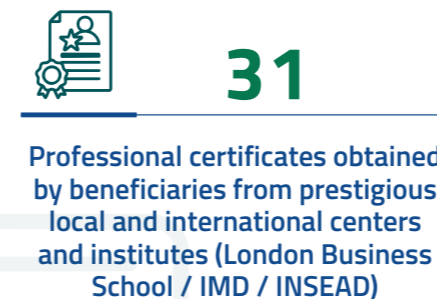 31
Professional certificates obtained
by beneficiaries from prestigious
local and international centers
and institutes (London Business
School / IMD / INSEAD)